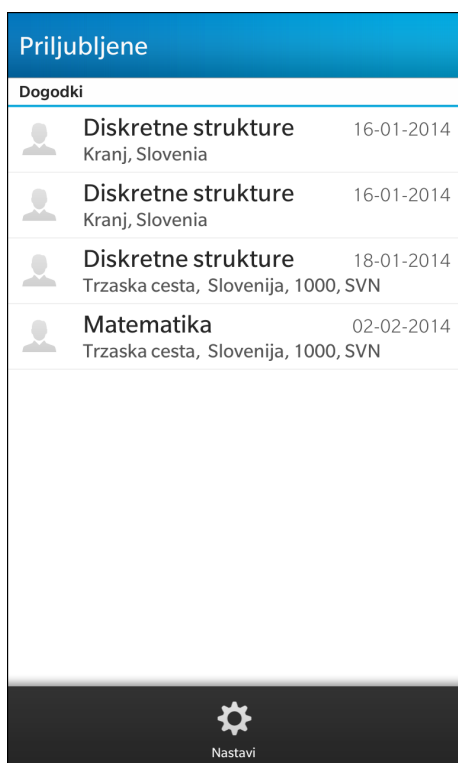 Priljubljene
Dogodki
Diskretne strukture 16-01-2014
Kranj, Slovenia
Diskretne strukture 16-01-2014
Kranj, Slovenia
Diskretne strukture 18-01-2014
Trzaska cesta, Slovenija, 1000, SVN
Matematika 02-02-2014
Trzaska cesta, Slovenija, 1000, SVN
Nastavi